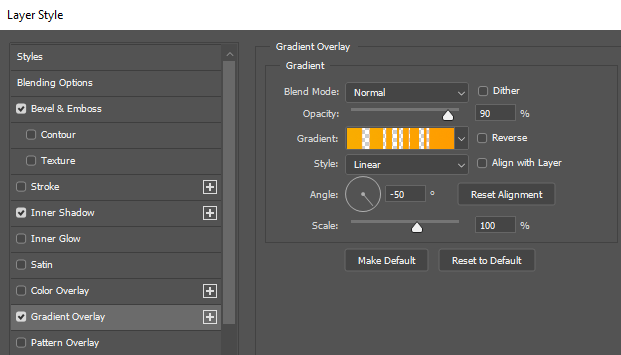 Layer Style
Styles
Blending Options
Bevel & Emboss
Contour
Texture
Stroke
Inner Shadow
Inner Glow
Satin
Color Overlay
Gradient Overlay
Pattern Overlay
Gradient Overlay
Gradient
Blend Mode: Normal Dither
Opacity: 90 %
Gradient: Reverse
Style: Linear Align with Layer
Angle: -50 ° Reset Alignment
Scale: 100 %
Make Default Reset to Default